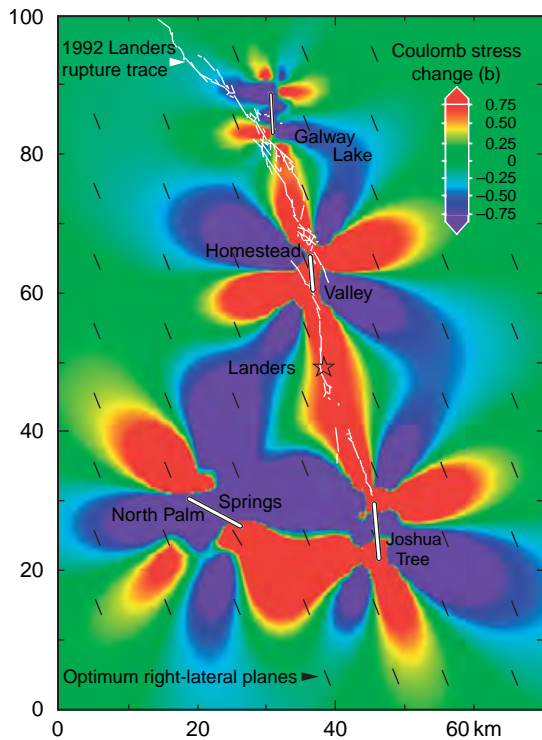 100
1992 Landers
rupture trace
Coulomb stress
change (b)
0.75
0.50
0.25
0
−0.25
−0.50
−0.75
Galway
Lake
80
Homestead
Valley
60
Landers
40
North Palm
Springs
Joshua
Tree
20
Optimum right-lateral planes
0
0 20 40 60 km